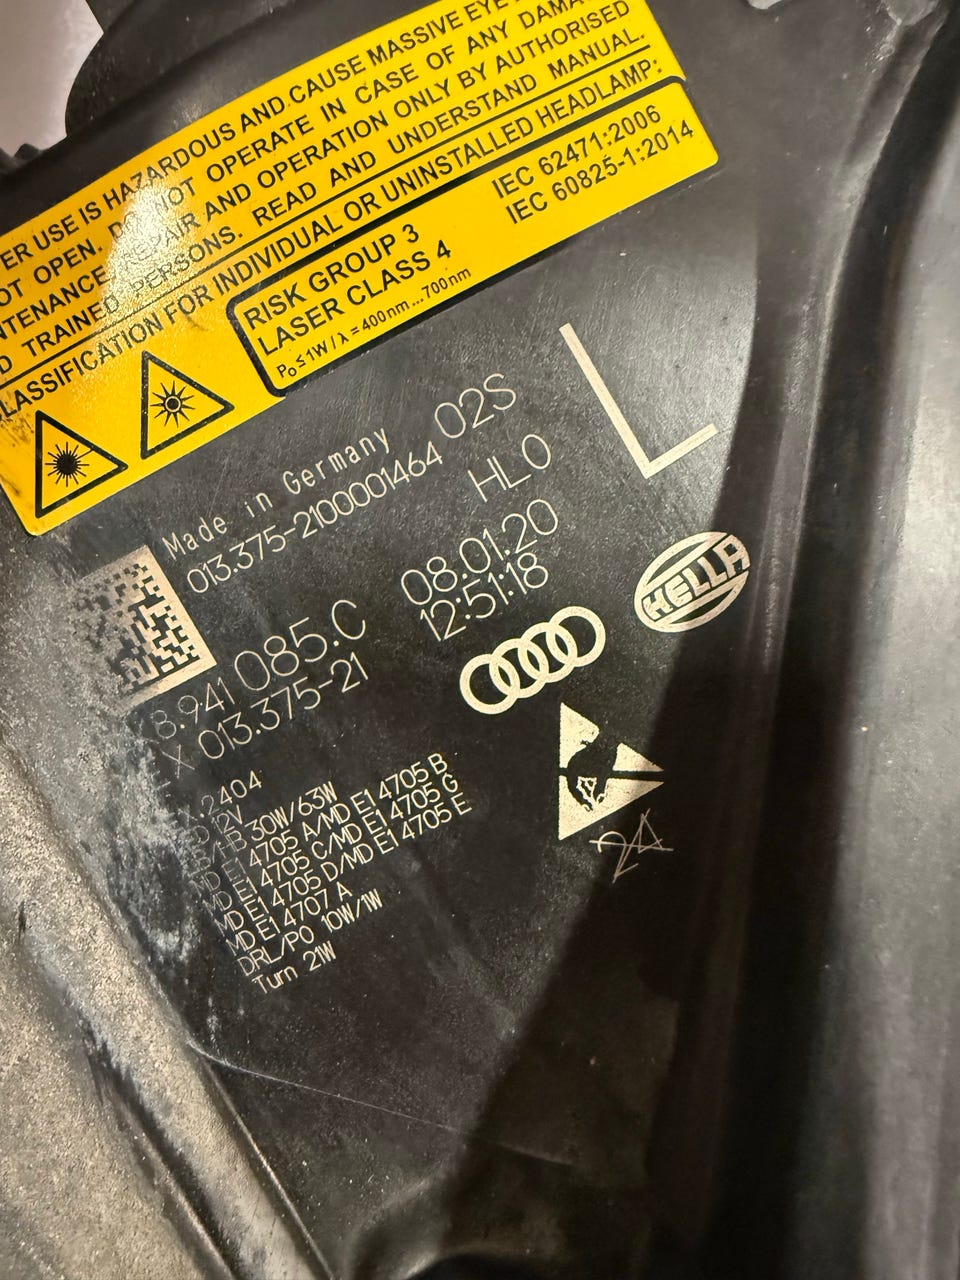 ER USE IS HAZARDOUS AND CAUSE MASSIVE EYE
OT OPEN. DO NOT OPERATE IN CASE OF ANY DAMA
NTENANCE, REPAIR AND OPERATION ONLY BY AUTHORISED
D TRAINED PERSONS. READ AND UNDERSTAND MANUAL.
LASSIFICATION FOR INDIVIDUAL OR UNINSTALLED HEADLAMP:
RISK GROUP 3 IEC 62471:2006
LASER CLASS 4 IEC 60825-1:2014
P₀ ≤ 1W / λ = 400nm...700nm
L
Made in Germany
013.375-2100001464 02S
HL0
8.941 085.C 08.01.20
X 013.375-21 12:51:18
HELLA
X.2404
D 12V
B/HB 30W/63W
MD E1 4705 A/MD E1 4705 B
MD E1 4705 C/MD E1 4705 G
MD E1 4705 D/MD E1 4705 E
MD E1 4707 A
DRL/PO 10W/1W
Turn 21W
24